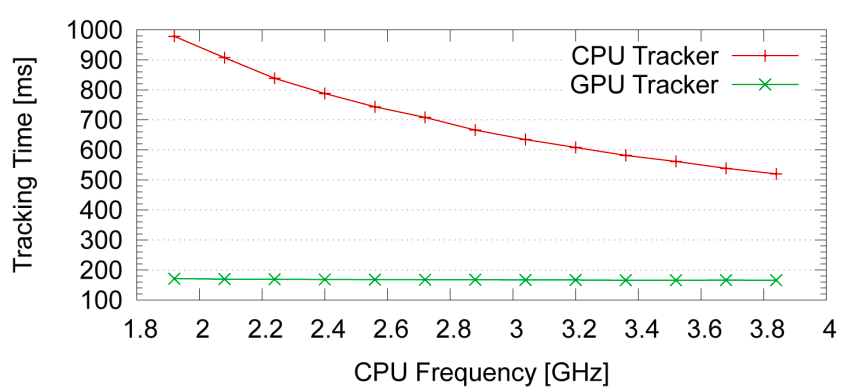 1000
900
800
700
600
500
400
300
200
100
Tracking Time [ms]
CPU Tracker
GPU Tracker
1.8 2 2.2 2.4 2.6 2.8 3 3.2 3.4 3.6 3.8 4
CPU Frequency [GHz]